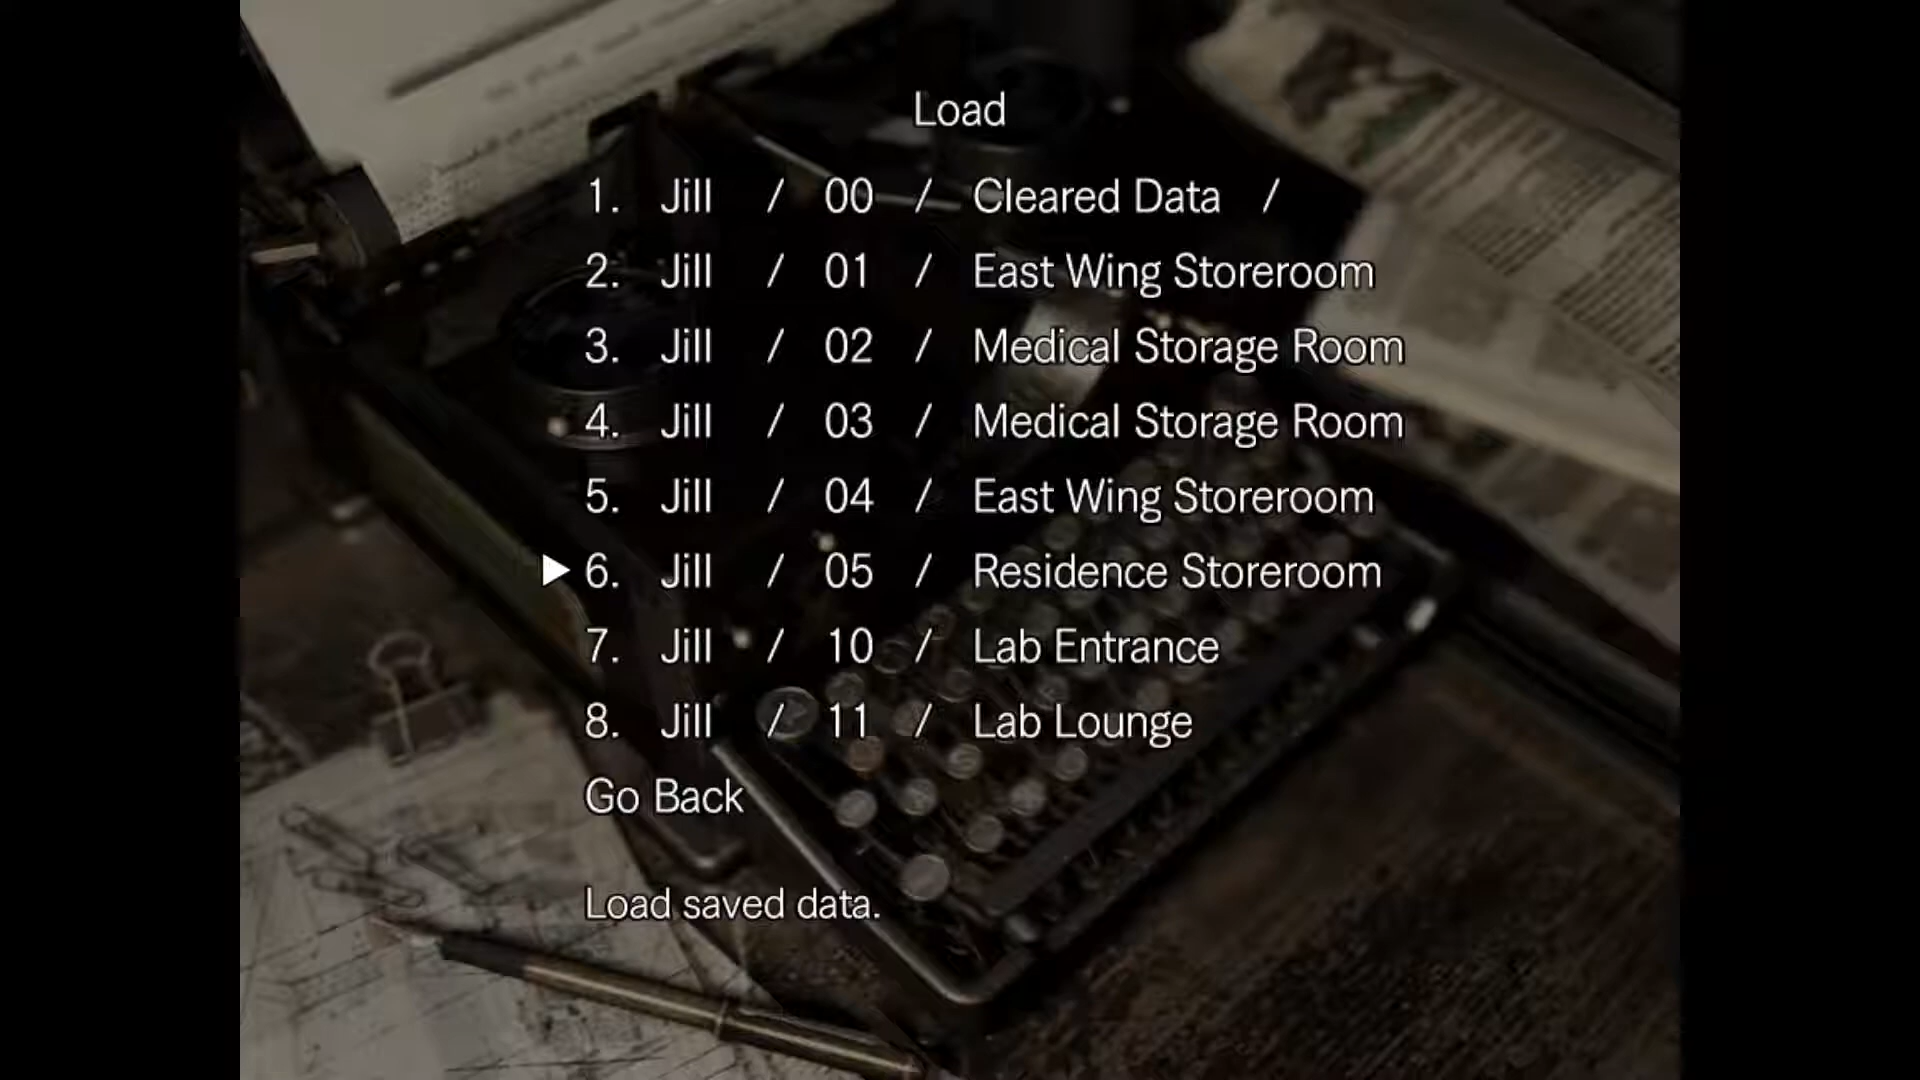 Load
1. Jill / 00 / Cleared Data /
2. Jill / 01 / East Wing Storeroom
3. Jill / 02 / Medical Storage Room
4. Jill / 03 / Medical Storage Room
5. Jill / 04 / East Wing Storeroom
6. Jill / 05 / Residence Storeroom
7. Jill / 10 / Lab Entrance
8. Jill / 11 / Lab Lounge
Go Back
Load saved data.